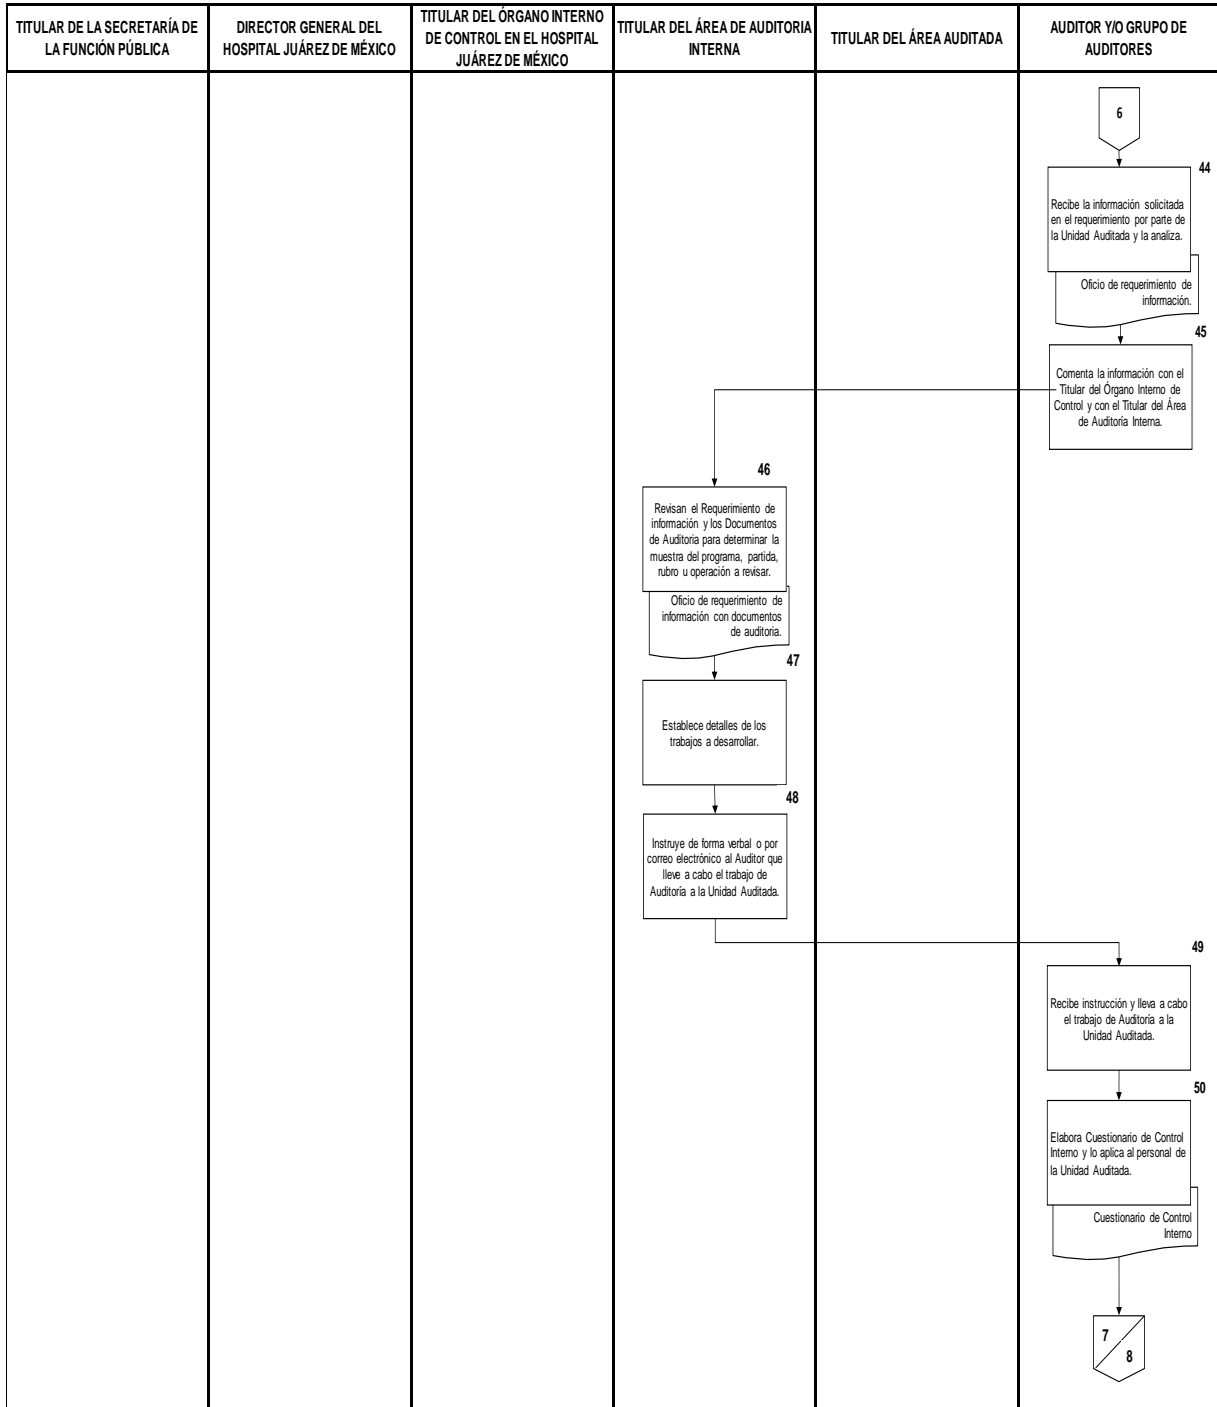 TITULAR DE LA SECRETARÍA DE
LA FUNCIÓN PÚBLICA
DIRECTOR GENERAL DEL
HOSPITAL JUÁREZ DE MÉXICO
TITULAR DEL ÓRGANO INTERNO
DE CONTROL EN EL HOSPITAL
JUÁREZ DE MÉXICO
TITULAR DEL ÁREA DE AUDITORIA
INTERNA
TITULAR DEL ÁREA AUDITADA
AUDITOR Y/O GRUPO DE
AUDITORES
6
44
Recibe la información solicitada
en el requerimiento por parte de
la Unidad Auditada y la analiza.
Oficio de requerimiento de
información.
45
Comenta la información con el
Titular del Órgano Interno de
Control y con el Titular del Área
de Auditoría Interna.
46
Revisan el Requerimiento de
información y los Documentos
de Auditoria para determinar la
muestra del programa, partida,
rubro u operación a revisar.
Oficio de requerimiento de
información con documentos
de auditoria.
47
Establece detalles de los
trabajos a desarrollar.
48
Instruye de forma verbal o por
correo electrónico al Auditor que
lleve a cabo el trabajo de
Auditoría a la Unidad Auditada.
49
Recibe instrucción y lleva a cabo
el trabajo de Auditoría a la
Unidad Auditada.
50
Elabora Cuestionario de Control
Interno y lo aplica al personal de
la Unidad Auditada.
Cuestionario de Control
Interno
7
8